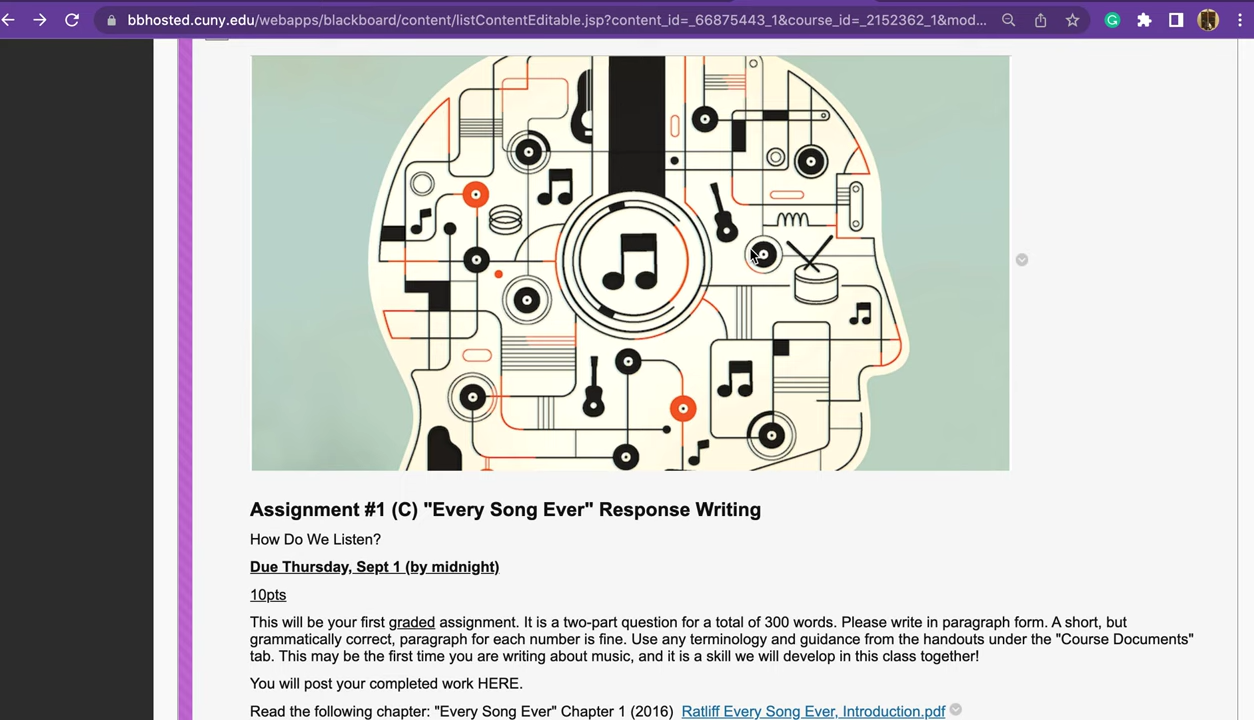 bbhosted.cuny.edu/webapps/blackboard/content/listContentEditable.jsp?content_id=_66875443_1&course_id=_2152362_1&mod...
Assignment #1 (C) "Every Song Ever" Response Writing
How Do We Listen?
Due Thursday, Sept 1 (by midnight)
10pts
This will be your first graded assignment. It is a two-part question for a total of 300 words. Please write in paragraph form. A short, but
grammatically correct, paragraph for each number is fine. Use any terminology and guidance from the handouts under the "Course Documents"
tab. This may be the first time you are writing about music, and it is a skill we will develop in this class together!
You will post your completed work HERE.
Read the following chapter: "Every Song Ever" Chapter 1 (2016) Ratliff Every Song Ever, Introduction.pdf